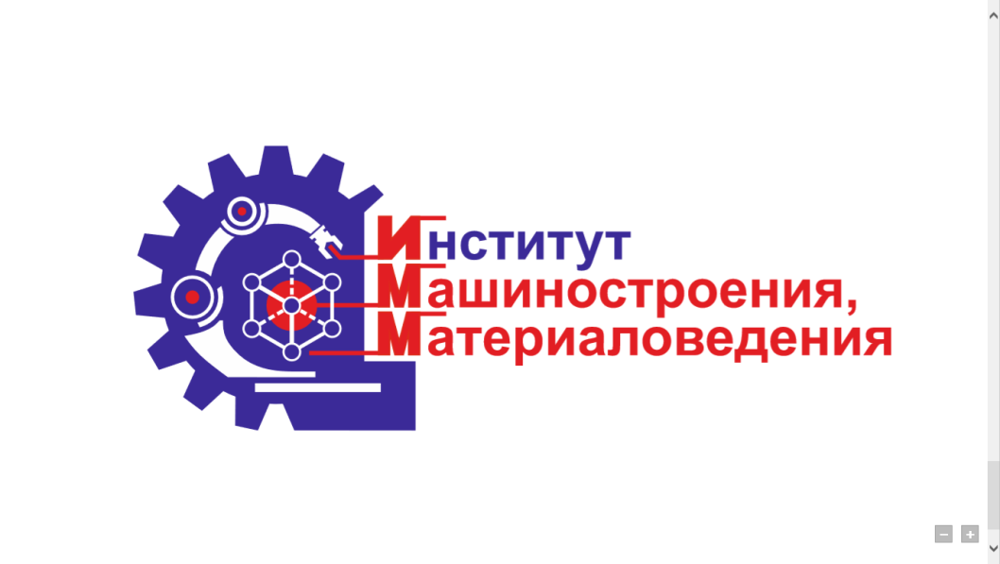 Институт
Машиностроения,
Материаловедения